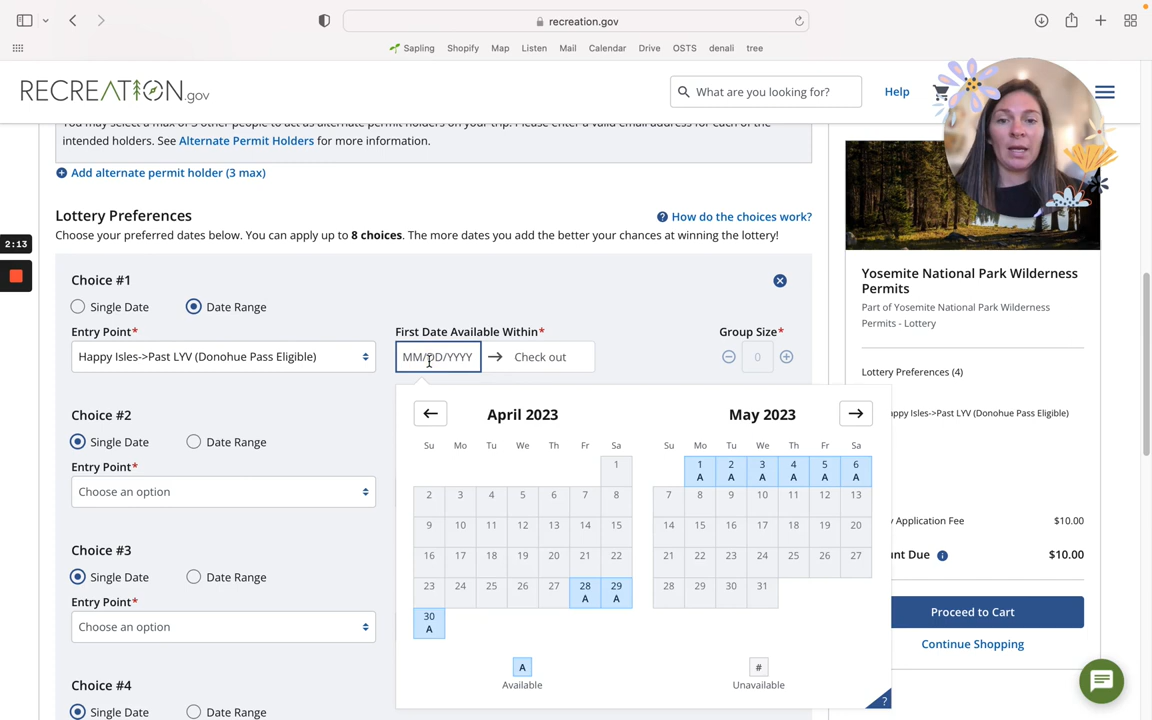 recreation.gov
Sapling Shopify Map Listen Mail Calendar Drive OSTS denali tree
RECREATION.gov
What are you looking for?
Help
intended holders. See Alternate Permit Holders for more information.
Add alternate permit holder (3 max)
Lottery Preferences
How do the choices work?
Choose your preferred dates below. You can apply up to 8 choices. The more dates you add the better your chances at winning the lottery!
2:13
Choice #1
Single Date Date Range
Entry Point*
First Date Available Within*
Group Size*
Happy Isles->Past LYV (Donohue Pass Eligible)
MM/DD/YYYY
Check out
0
April 2023
Su Mo Tu We Th Fr Sa
1
2 3 4 5 6 7 8
9 10 11 12 13 14 15
16 17 18 19 20 21 22
23 24 25 26 27 28 29
A A
30
A
May 2023
Su Mo Tu We Th Fr Sa
1 2 3 4 5 6
A A A A A A
7 8 9 10 11 12 13
14 15 16 17 18 19 20
21 22 23 24 25 26 27
28 29 30 31
A
Available
#
Unavailable
?
Choice #2
Single Date Date Range
Entry Point*
Choose an option
Choice #3
Single Date Date Range
Entry Point*
Choose an option
Choice #4
Single Date Date Range
Yosemite National Park Wilderness
Permits
Part of Yosemite National Park Wilderness
Permits - Lottery
Lottery Preferences (4)
appy Isles->Past LYV (Donohue Pass Eligible)
Application Fee $10.00
unt Due $10.00
Proceed to Cart
Continue Shopping